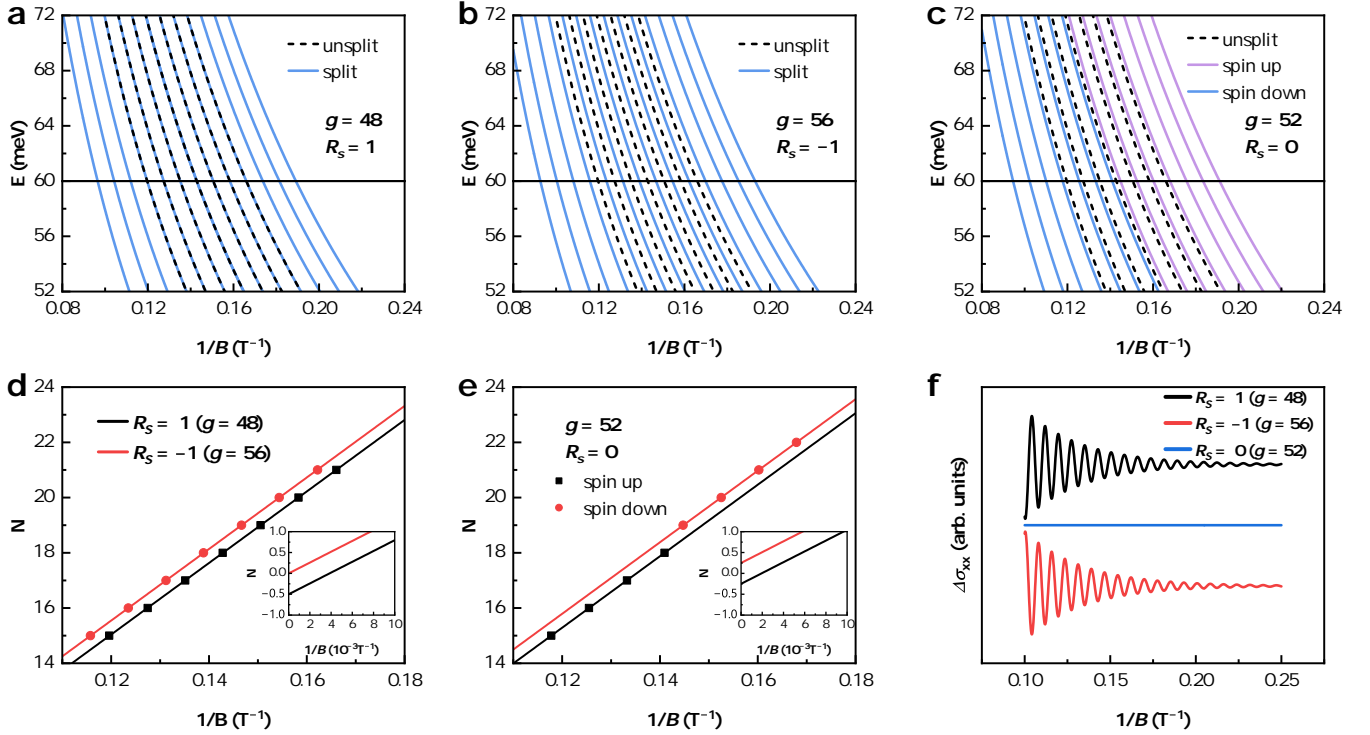 a
72
68
64
60
56
52
E (meV)
unsplit
split
g = 48
R_s = 1
0.08 0.12 0.16 0.20 0.24
1/B (T⁻¹)
b
72
68
64
60
56
52
E (meV)
unsplit
split
g = 56
R_s = −1
0.08 0.12 0.16 0.20 0.24
1/B (T⁻¹)
c
72
68
64
60
56
52
E (meV)
unsplit
spin up
spin down
g = 52
R_s = 0
0.08 0.12 0.16 0.20 0.24
1/B (T⁻¹)
d
24
22
20
18
16
14
N
R_s = 1 (g = 48)
R_s = −1 (g = 56)
1.0
0.5
0.0
−0.5
−1.0
N
0 2 4 6 8 10
1/B (10⁻³T⁻¹)
0.12 0.14 0.16 0.18
1/B (T⁻¹)
e
24
22
20
18
16
14
N
g = 52
R_s = 0
spin up
spin down
1.0
0.5
0.0
−0.5
−1.0
N
0 2 4 6 8 10
1/B (10⁻³T⁻¹)
0.12 0.14 0.16 0.18
1/B (T⁻¹)
f
Δσxx (arb. units)
R_s = 1 (g = 48)
R_s = −1 (g = 56)
R_s = 0 (g = 52)
0.10 0.15 0.20 0.25
1/B (T⁻¹)